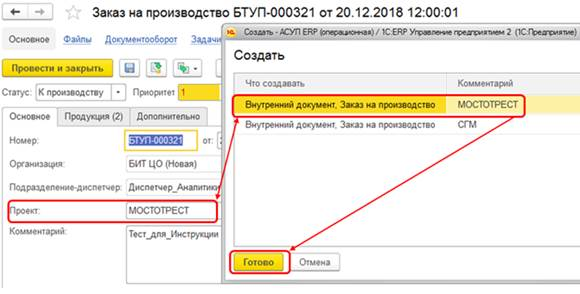 Заказ на производство БТУП-000321 от 20.12.2018 12:00:01
Основное Файлы Документооборот Задачи
Провести и закрыть
Статус: К производству Приоритет: 1
Основное Продукция (2) Дополнительно
Номер: БТУП-000321 от:
Организация: БИТ ЦО (Новая)
Подразделение-диспетчер: Диспетчер_Аналитики
Проект: МОСТОТРЕСТ
Комментарий: Тест_для_Инструкции
Создать - АСУП ERP (операционная) / 1С:ERP Управление предприятием 2 (1С:Предприятие)
Создать
Что создавать Комментарий
Внутренний документ, Заказ на производство МОСТОТРЕСТ
Внутренний документ, Заказ на производство СГМ
Готово Отмена